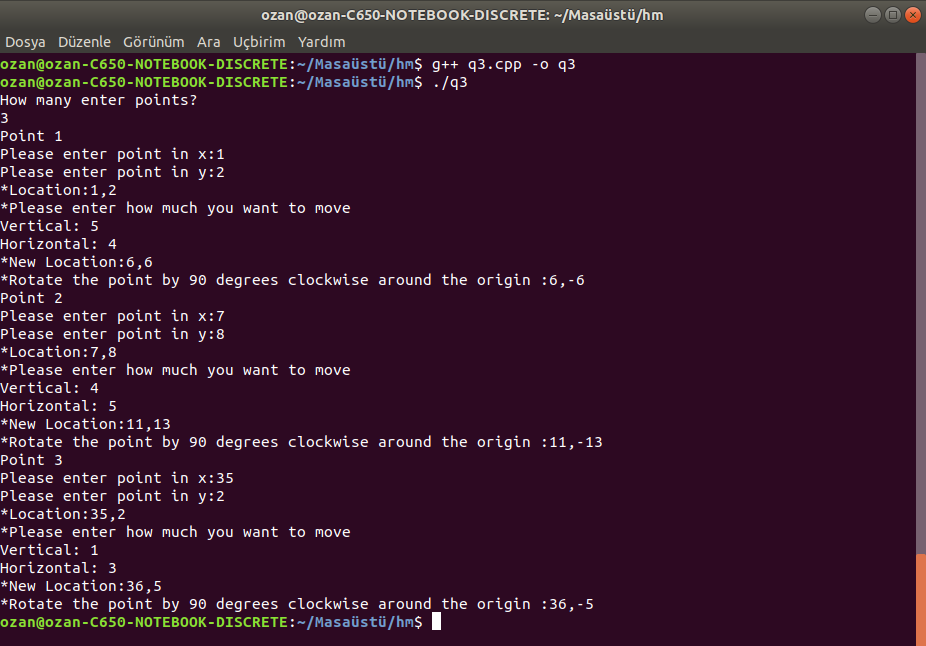 ozan@ozan-C650-NOTEBOOK-DISCRETE: ~/Masaüstü/hm
Dosya Düzenle Görünüm Ara Uçbirim Yardım
ozan@ozan-C650-NOTEBOOK-DISCRETE:~/Masaüstü/hm$ g++ q3.cpp -o q3
ozan@ozan-C650-NOTEBOOK-DISCRETE:~/Masaüstü/hm$ ./q3
How many enter points?
3
Point 1
Please enter point in x:1
Please enter point in y:2
*Location:1,2
*Please enter how much you want to move
Vertical: 5
Horizontal: 4
*New Location:6,6
*Rotate the point by 90 degrees clockwise around the origin :6,-6
Point 2
Please enter point in x:7
Please enter point in y:8
*Location:7,8
*Please enter how much you want to move
Vertical: 4
Horizontal: 5
*New Location:11,13
*Rotate the point by 90 degrees clockwise around the origin :11,-13
Point 3
Please enter point in x:35
Please enter point in y:2
*Location:35,2
*Please enter how much you want to move
Vertical: 1
Horizontal: 3
*New Location:36,5
*Rotate the point by 90 degrees clockwise around the origin :36,-5
ozan@ozan-C650-NOTEBOOK-DISCRETE:~/Masaüstü/hm$